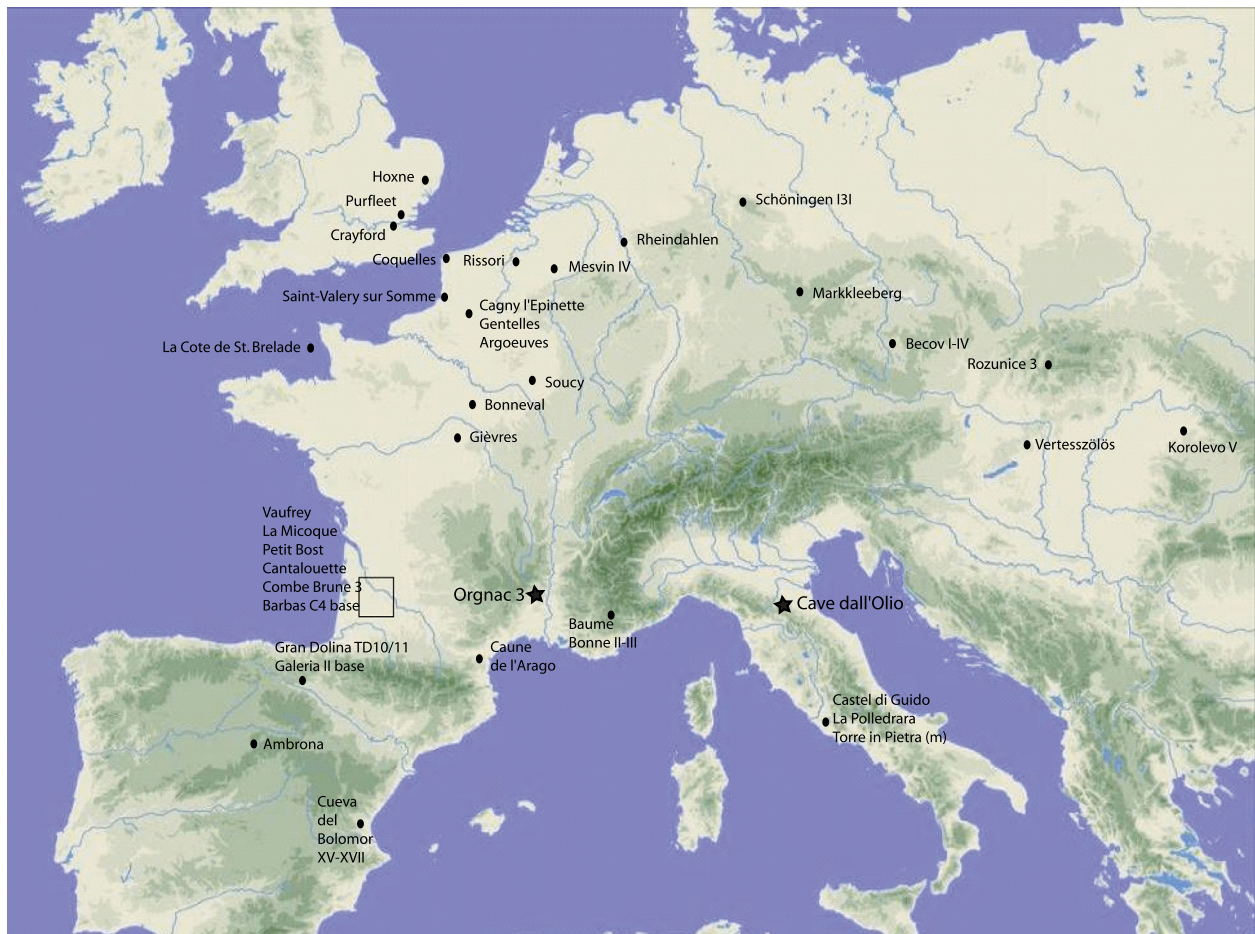 Hoxne
Purfleet
Crayford
Schöningen I3I
Rheindahlen
Coquelles
Rissori
Mesvin IV
Saint-Valery sur Somme
Markkleeberg
Cagny l'Epinette
Gentelles
Argoeuves
La Cote de St. Brelade
Becov I-IV
Rozunice 3
Soucy
Bonneval
Gièvres
Vertesszölös
Korolevo V
Vaufrey
La Micoque
Petit Bost
Cantalouette
Combe Brune 3
Barbas C4 base
Orgnac 3
Cave dall'Olio
Baume
Bonne II-III
Gran Dolina TD10/11
Galeria II base
Caune
de l'Arago
Castel di Guido
La Polledrara
Torre in Pietra (m)
Ambrona
Cueva
del
Bolomor
XV-XVII